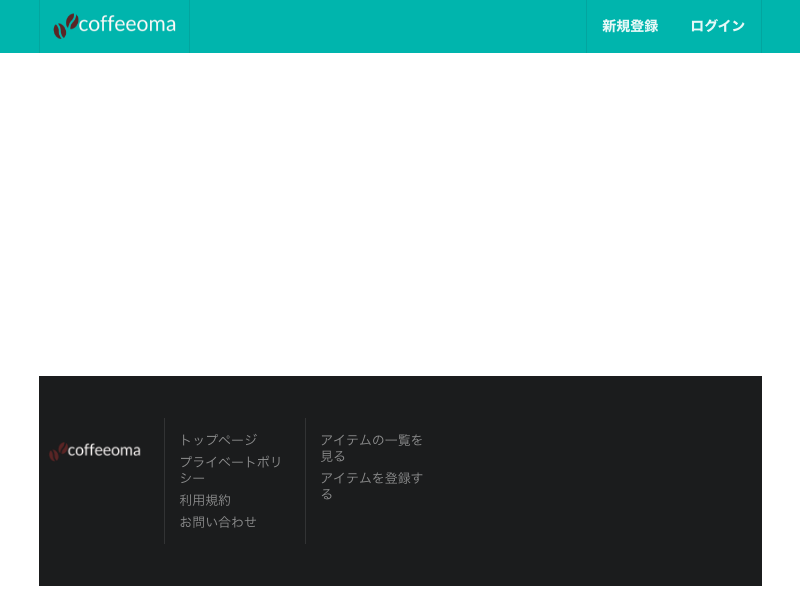 coffeeoma
新規登録
ログイン
coffeeoma
トップページ
プライベートポリ
シー
利用規約
お問い合わせ
アイテムの一覧を
見る
アイテムを登録す
る